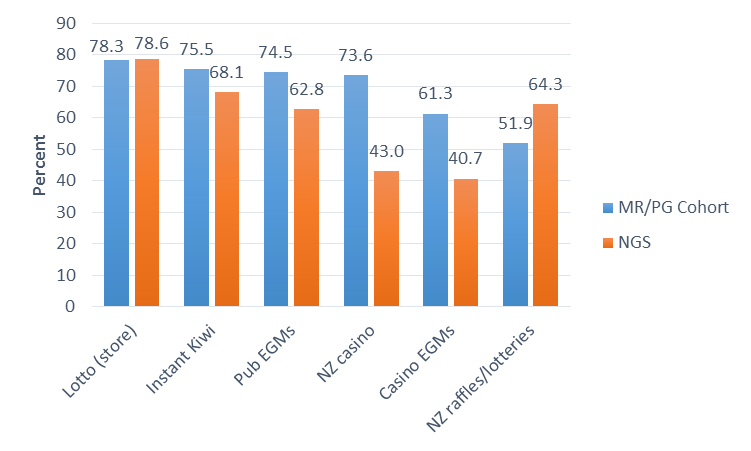 90
80
70
60
50
40
30
20
10
0
Percent
78.3
78.6
75.5
68.1
74.5
62.8
73.6
43.0
61.3
40.7
51.9
64.3
Lotto (store)
Instant Kiwi
Pub EGMs
NZ casino
Casino EGMs
NZ raffles/lotteries
MR/PG Cohort
NGS